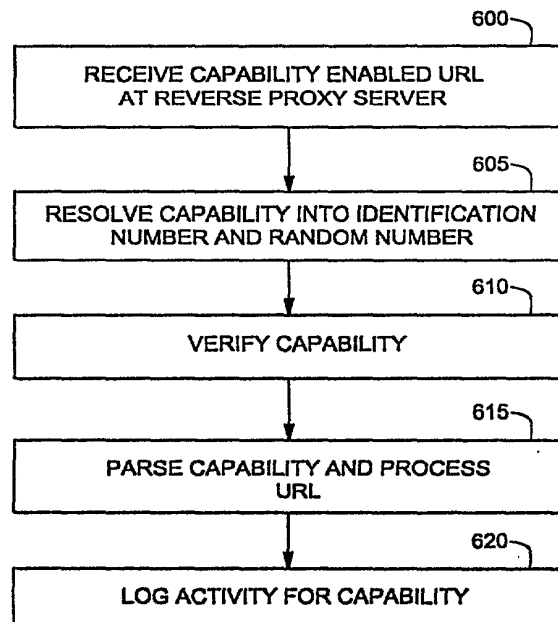 600
RECEIVE CAPABILITY ENABLED URL
AT REVERSE PROXY SERVER
605
RESOLVE CAPABILITY INTO IDENTIFICATION
NUMBER AND RANDOM NUMBER
610
VERIFY CAPABILITY
615
PARSE CAPABILITY AND PROCESS
URL
620
LOG ACTIVITY FOR CAPABILITY